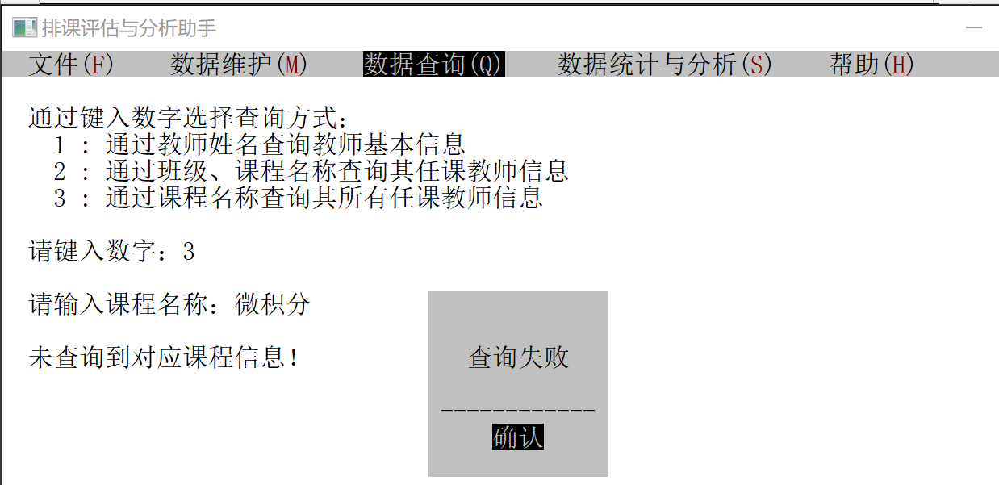 排课评估与分析助手
文件(F) 数据维护(M) 数据查询(Q) 数据统计与分析(S) 帮助(H)
通过键入数字选择查询方式:
1 : 通过教师姓名查询教师基本信息
2 : 通过班级、课程名称查询其任课教师信息
3 : 通过课程名称查询其所有任课教师信息
请键入数字: 3
请输入课程名称: 微积分
未查询到对应课程信息!
查询失败
------------
确认